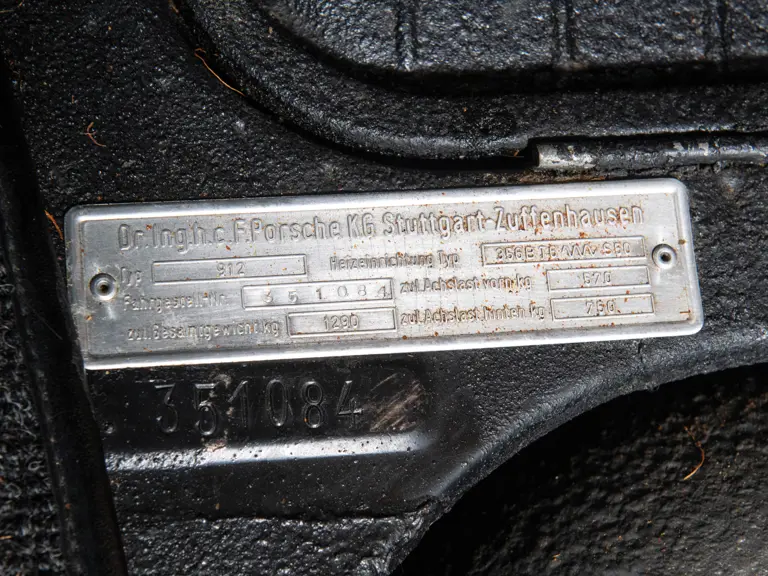 Dr. Ing.h.c. F. Porsche KG Stuttgart-Zuffenhausen
Typ 912 Heizeinrichtung Typ
Fahrgestell-Nr. 351084 zul. Achslast vorn kg 570
zul. Gesamtgewicht kg 1290 zul. Achslast hinten kg 760
351084